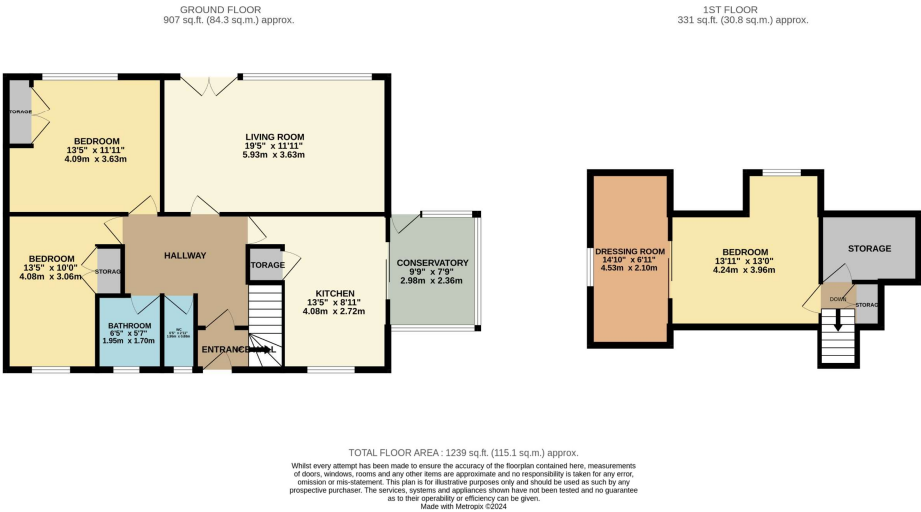 GROUND FLOOR
907 sq.ft. (84.3 sq.m.) approx.
1ST FLOOR
331 sq.ft. (30.8 sq.m.) approx.
BEDROOM
13'5" x 11'11"
4.09m x 3.63m
LIVING ROOM
19'5" x 11'11"
5.93m x 3.63m
BEDROOM
13'5" x 10'0"
4.08m x 3.06m
HALLWAY
BATHROOM
6'5" x 5'7"
1.95m x 1.70m
WC
ENTRANCE HALL
KITCHEN
13'5" x 8'11"
4.08m x 2.72m
CONSERVATORY
9'9" x 7'9"
2.98m x 2.36m
DRESSING ROOM
14'10" x 6'11"
4.53m x 2.10m
BEDROOM
13'11" x 13'0"
4.24m x 3.96m
STORAGE
DOWN
TOTAL FLOOR AREA : 1239 sq.ft. (115.1 sq.m.) approx.
Whilst every attempt has been made to ensure the accuracy of the floorplan contained here, measurements
of doors, windows, rooms and any other items are approximate and no responsibility is taken for any error,
omission or mis-statement. This plan is for illustrative purposes only and should be used as such by any
prospective purchaser. The services, systems and appliances shown have not been tested and no guarantee
as to their operability or efficiency can be given.
Made with Metropix ©2024